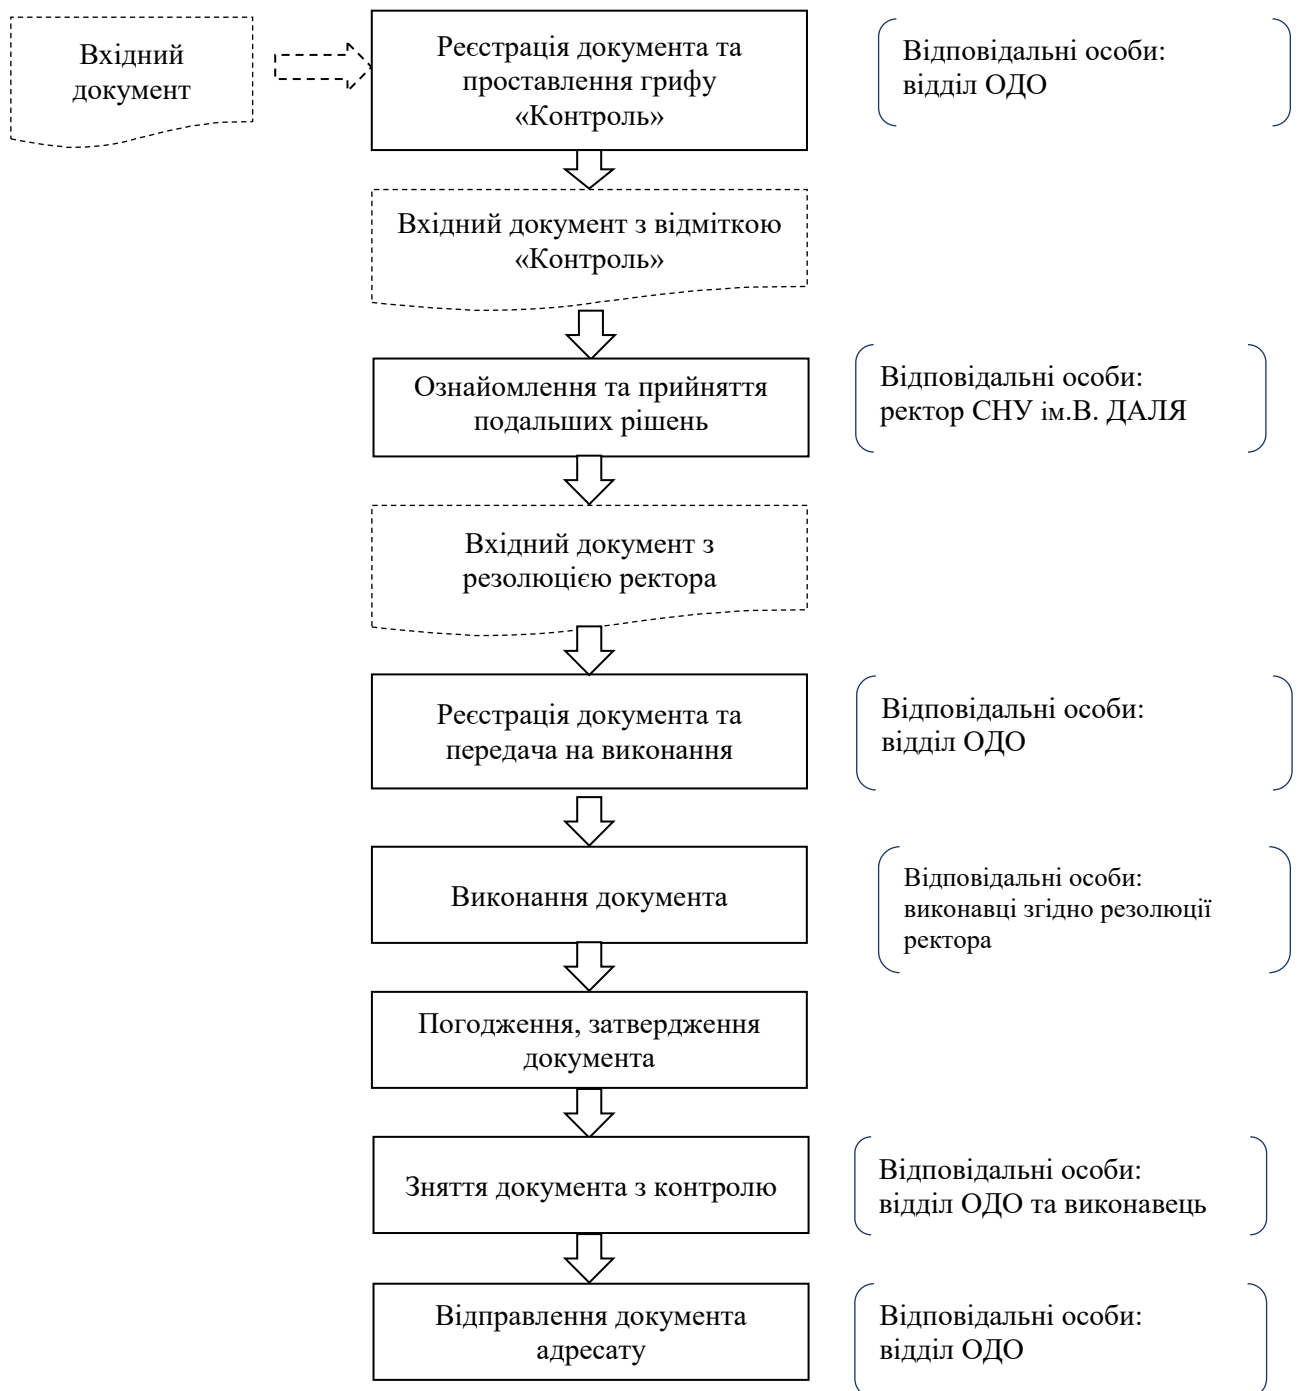 Вхідний
документ
Реєстрація документа та
проставлення грифу
«Контроль»
Відповідальні особи:
відділ ОДО
Вхідний документ з відміткою
«Контроль»
Ознайомлення та прийняття
подальших рішень
Відповідальні особи:
ректор СНУ ім.В. ДАЛЯ
Вхідний документ з
резолюцією ректора
Реєстрація документа та
передача на виконання
Відповідальні особи:
відділ ОДО
Виконання документа
Відповідальні особи:
виконавці згідно резолюції
ректора
Погодження, затвердження
документа
Зняття документа з контролю
Відповідальні особи:
відділ ОДО та виконавець
Відправлення документа
адресату
Відповідальні особи:
відділ ОДО